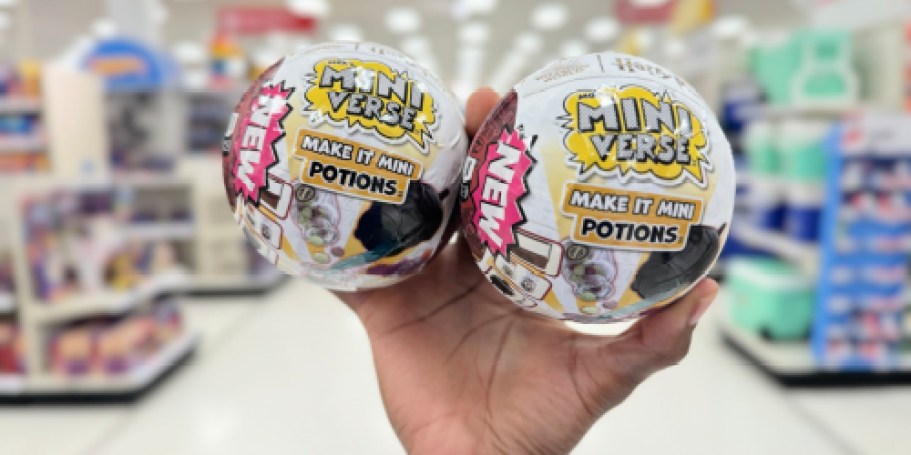 MINI
VERSE
MAKE IT MINI
POTIONS
NEW
MINI
VERSE
MAKE IT MINI
POTIONS
NEW